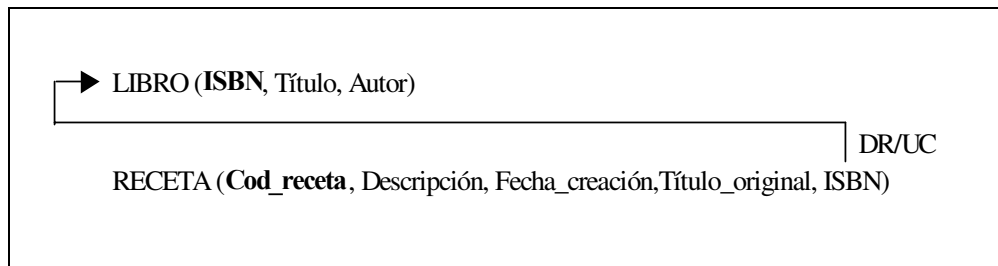 LIBRO (ISBN, Título, Autor)
DR/UC
RECETA (Cod_receta, Descripción, Fecha_creación,Título_original, ISBN)